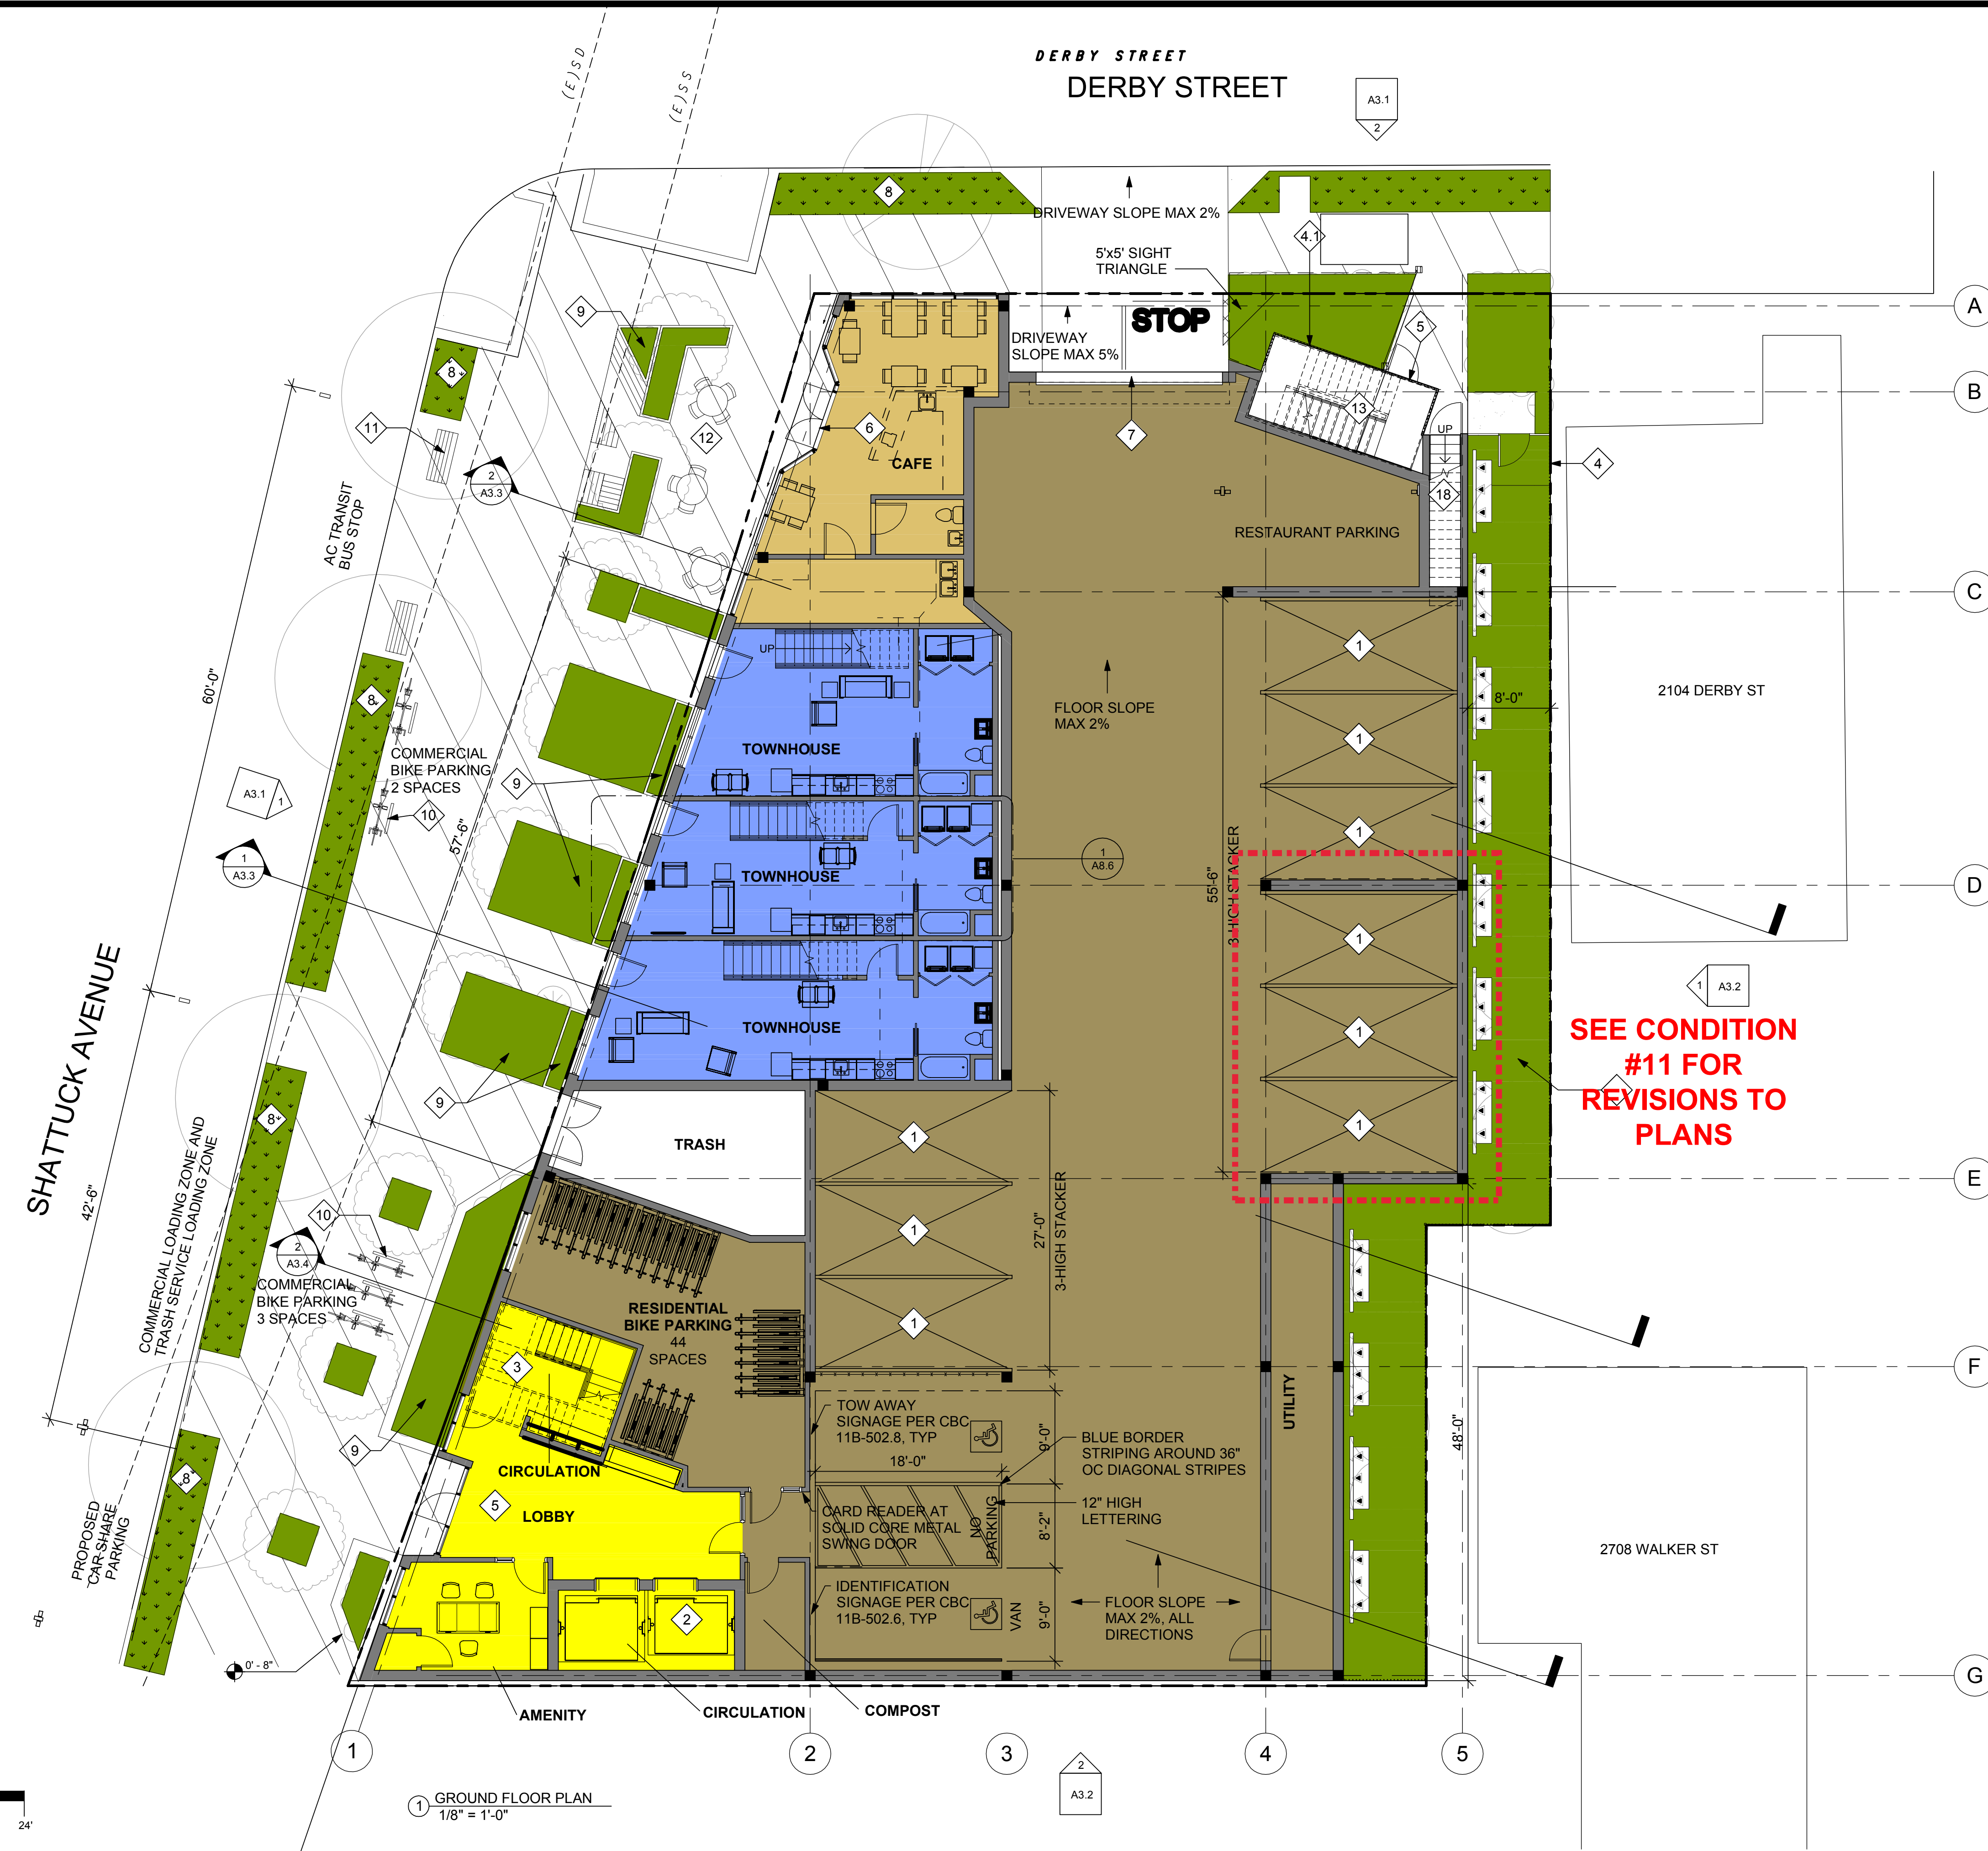 DERBY STREET
DERBY STREET
A3.1
2
(E)SD
(E)SS
8
DRIVEWAY SLOPE MAX 2%
4.1
5'x5' SIGHT
TRIANGLE
A
9
STOP
5
DRIVEWAY
SLOPE MAX 5%
8
B
13
11
12
6
7
UP
CAFE
4
2
A3.3
18
AC TRANSIT
BUS STOP
RESTAURANT PARKING
C
1
UP
60'-0"
8
2104 DERBY ST
8'-0"
FLOOR SLOPE
MAX 2%
TOWNHOUSE
1
COMMERCIAL
BIKE PARKING
2 SPACES
9
A3.1
1
10
57'-6"
1
1
A3.3
1
A8.6
3-HIGH STACKER
55'-6"
TOWNHOUSE
D
1
SHATTUCK AVENUE
1
A3.2
TOWNHOUSE
1
SEE CONDITION
#11 FOR
REVISIONS TO
PLANS
9
8
1
1
TRASH
COMMERCIAL LOADING ZONE AND
TRASH SERVICE LOADING ZONE
E
42'-6"
10
1
27'-0"
3-HIGH STACKER
2
A3.4
COMMERCIAL
BIKE PARKING
3 SPACES
RESIDENTIAL
BIKE PARKING
44
SPACES
1
3
F
UTILITY
TOW AWAY
SIGNAGE PER CBC
11B-502.8, TYP
9'-0"
BLUE BORDER
STRIPING AROUND 36"
OC DIAGONAL STRIPES
48'-0"
9
18'-0"
8
CIRCULATION
5
LOBBY
CARD READER AT
SOLID CORE METAL
SWING DOOR
NO
PARKING
12" HIGH
LETTERING
8'-2"
PROPOSED
CAR-SHARE
PARKING
2708 WALKER ST
IDENTIFICATION
SIGNAGE PER CBC
11B-502.6, TYP
VAN
9'-0"
FLOOR SLOPE
MAX 2%, ALL
DIRECTIONS
2
0' - 8"
G
AMENITY
CIRCULATION
COMPOST
1
2
3
4
5
2
A3.2
1
GROUND FLOOR PLAN
1/8" = 1'-0"
24'